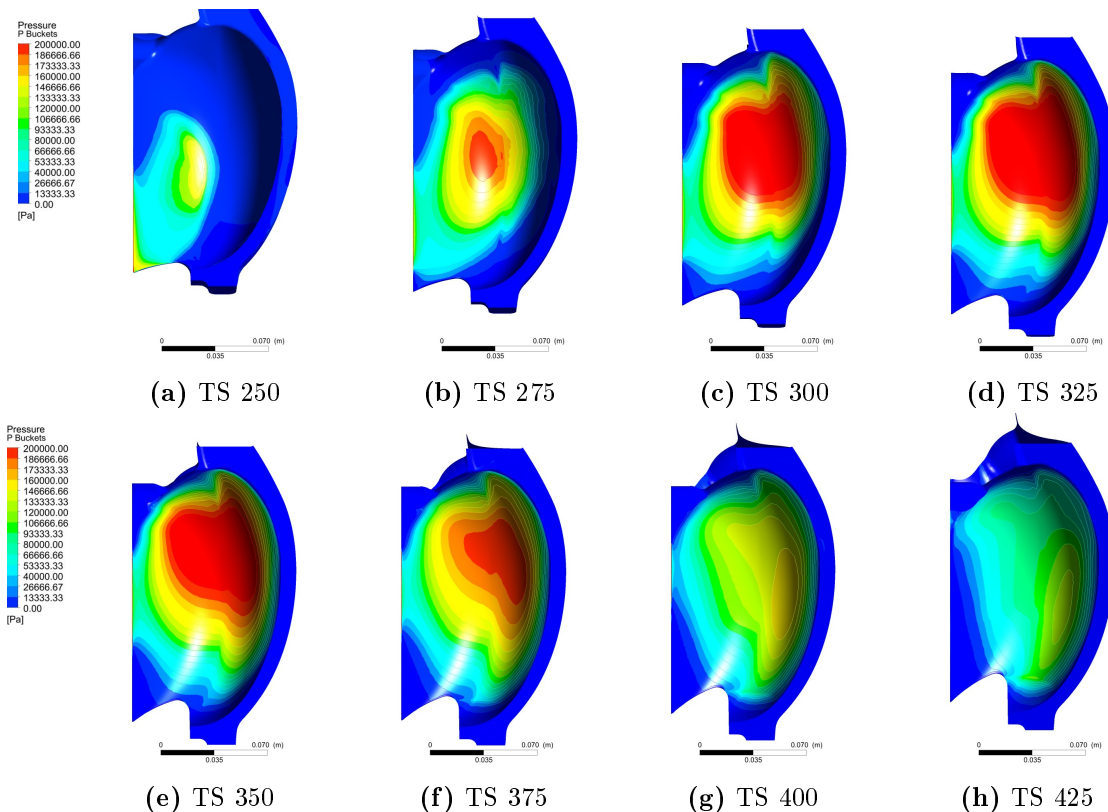 Pressure
P Buckets
200000.00
186666.66
173333.33
160000.00
146666.66
133333.33
120000.00
106666.66
93333.33
80000.00
66666.66
53333.33
40000.00
26666.67
13333.33
0.00
[Pa]
0 0.070 (m)
0.035
0 0.070 (m)
0.035
0 0.070 (m)
0.035
0 0.070 (m)
0.035
(a) TS 250
(b) TS 275
(c) TS 300
(d) TS 325
Pressure
P Buckets
200000.00
186666.66
173333.33
160000.00
146666.66
133333.33
120000.00
106666.66
93333.33
80000.00
66666.66
53333.33
40000.00
26666.67
13333.33
0.00
[Pa]
0 0.070 (m)
0.035
0 0.070 (m)
0.035
0 0.070 (m)
0.035
0 0.070 (m)
0.035
(e) TS 350
(f) TS 375
(g) TS 400
(h) TS 425